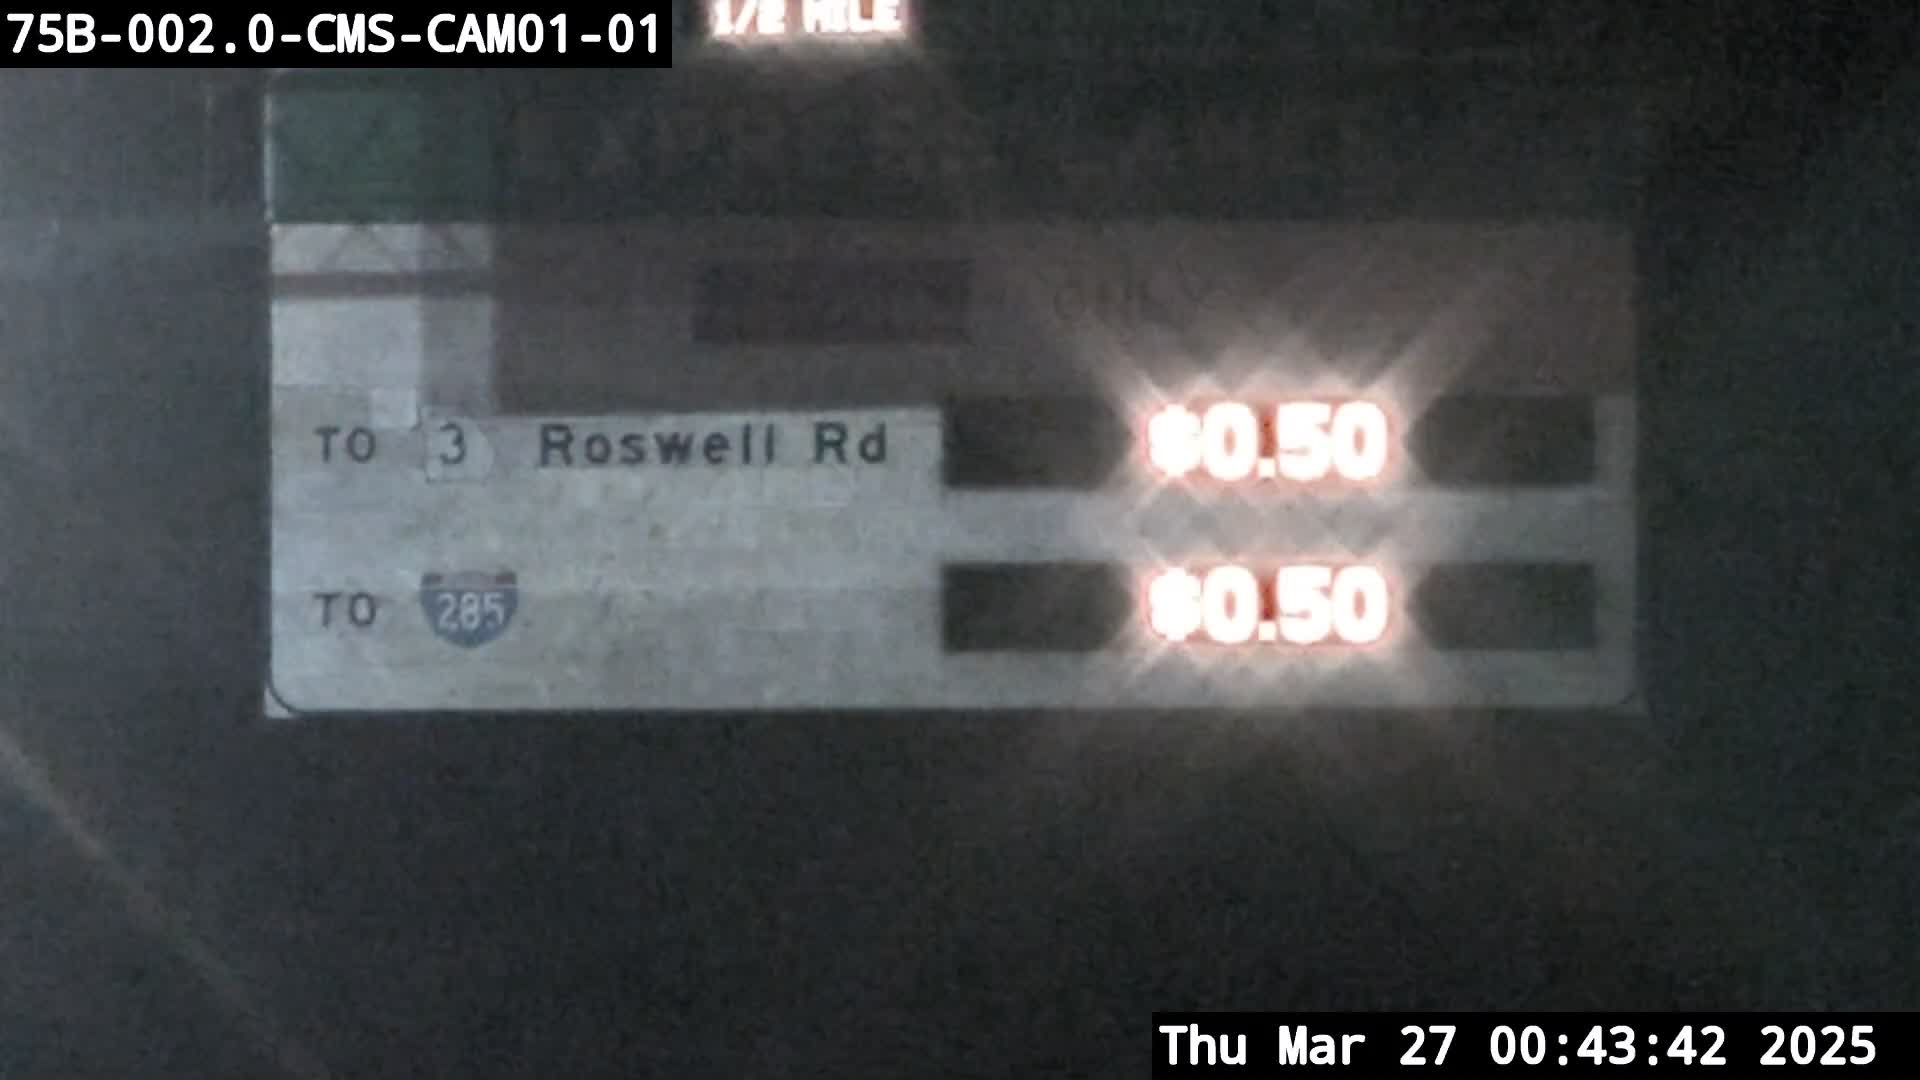 75B-002.0-CMS-CAM01-01
1/2 MILE
TO 3 Roswell Rd $0.50
TO 285 $0.50
Thu Mar 27 00:43:42 2025